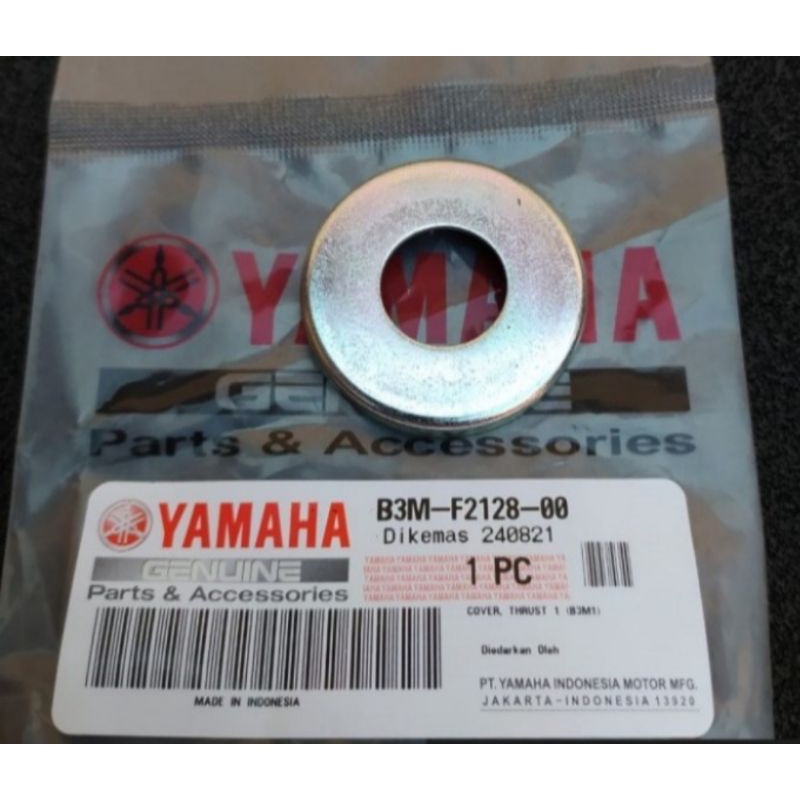 YAMAHA
GENUINE
Parts & Accessories
YAMAHA
GENUINE
Parts & Accessories
MADE IN INDONESIA
B3M-F2128-00
Dikemas 240821
1 PC
COVER, THRUST 1 (B3M1)
Diedarkan Oleh
PT. YAMAHA INDONESIA MOTOR MFG.
JAKARTA-INDONESIA 13920